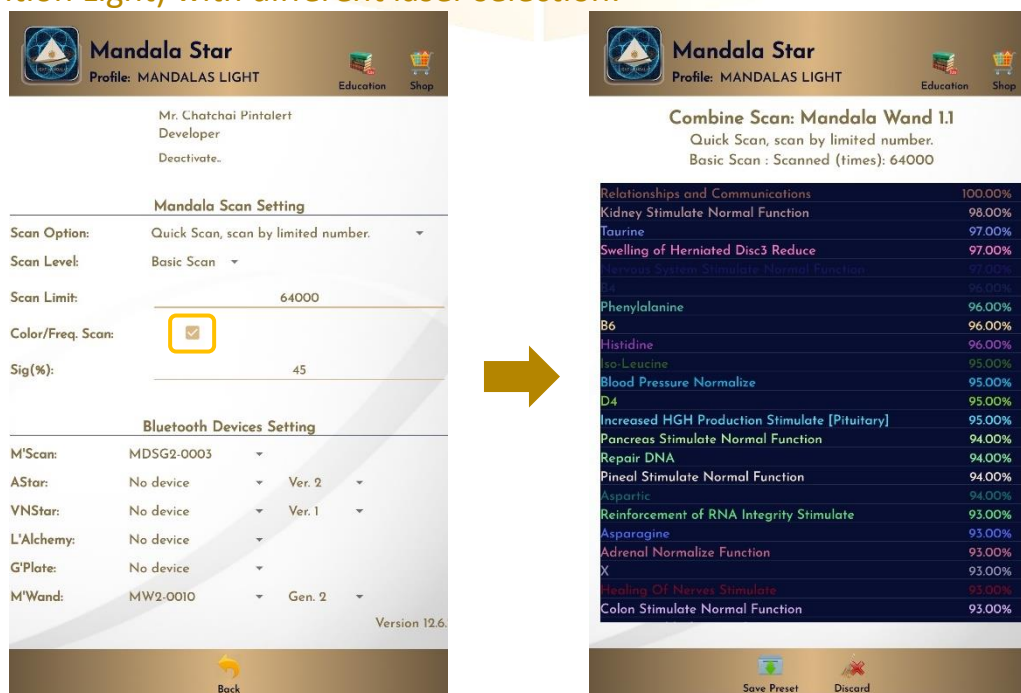 ition Light, with different laser selection.
Mandala Star
Profile: MANDALAS LIGHT
Education
Shop
Mr. Chatchai Pintalert
Developer
Deactivate..
Mandala Scan Setting
Scan Option: Quick Scan, scan by limited number.
Scan Level: Basic Scan
Scan Limit: 64000
Color/Freq. Scan:
Sig(%): 45
Bluetooth Devices Setting
M'Scan: MDSG2-0003
AStar: No device Ver. 2
VNStar: No device Ver. 1
L'Alchemy: No device
G'Plate: No device
M'Wand: MW2-0010 Gen. 2
Version 12.6.
Back
Mandala Star
Profile: MANDALAS LIGHT
Education
Shop
Combine Scan: Mandala Wand 1.1
Quick Scan, scan by limited number.
Basic Scan : Scanned (times): 64000
Relationships and Communications 100.00%
Kidney Stimulate Normal Function 98.00%
Taurine 97.00%
Swelling of Herniated Disc3 Reduce 97.00%
Nervous System Stimulate Normal Function 97.00%
B4 96.00%
Phenylalanine 96.00%
B6 96.00%
Histidine 96.00%
Iso-Leucine 95.00%
Blood Pressure Normalize 95.00%
D4 95.00%
Increased HGH Production Stimulate [Pituitary] 95.00%
Pancreas Stimulate Normal Function 94.00%
Repair DNA 94.00%
Pineal Stimulate Normal Function 94.00%
Aspartic 94.00%
Reinforcement of RNA Integrity Stimulate 93.00%
Asparagine 93.00%
Adrenal Normalize Function 93.00%
X 93.00%
Healing Of Nerves Stimulate 93.00%
Colon Stimulate Normal Function 93.00%
Save Preset
Discard